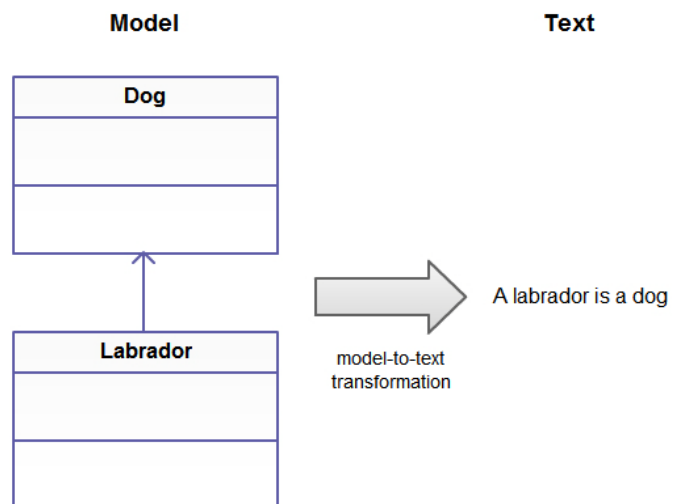 Model
Text
Dog
A labrador is a dog
Labrador
model-to-text
transformation